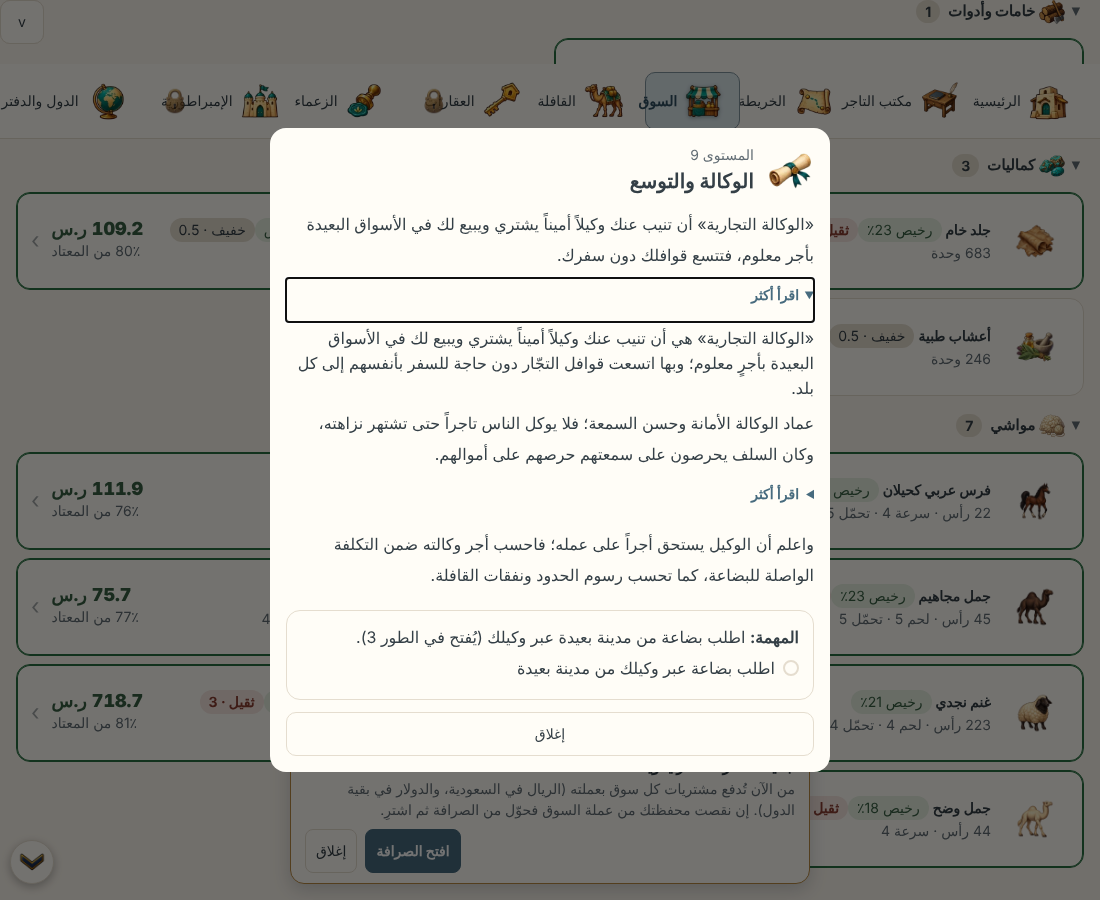 خامات وأدوات 1
v
الرئيسية
مكتب التاجر
الخريطة
السوق
القافلة
العقار
الزعماء
الإمبراطورية
الدول والدفتر
كماليات 3
جلد خام رخيص 23٪ ثقيل
683 وحدة
خفيف · 0.5
109.2 ر.س
80٪ من المعتاد
أعشاب طبية خفيف · 0.5
246 وحدة
مواشي 7
فرس عربي كحيلان رخيص
22 رأس · سرعة 4 · تحمّل 5
111.9 ر.س
76٪ من المعتاد
جمل مجاهيم رخيص 23٪
45 رأس · لحم 5 · تحمّل 5
4
75.7 ر.س
77٪ من المعتاد
غنم نجدي رخيص 21٪
223 رأس · لحم 4 · تحمّل 4
ثقيل · 3
718.7 ر.س
81٪ من المعتاد
جمل وضح رخيص 18٪ ثقيل
44 رأس · سرعة 4
المستوى 9
الوكالة والتوسع
«الوكالة التجارية» أن تنيب عنك وكيلاً أميناً يشتري ويبيع لك في الأسواق البعيدة
بأجر معلوم، فتتسع قوافلك دون سفرك.
اقرأ أكثر
«الوكالة التجارية» هي أن تنيب عنك وكيلاً أميناً يشتري ويبيع لك في الأسواق
البعيدة بأجرٍ معلوم؛ وبها اتسعت قوافل التجّار دون حاجة للسفر بأنفسهم إلى كل
بلد.
عماد الوكالة الأمانة وحسن السمعة؛ فلا يوكل الناس تاجراً حتى تشتهر نزاهته،
وكان السلف يحرصون على سمعتهم حرصهم على أموالهم.
اقرأ أكثر
واعلم أن الوكيل يستحق أجراً على عمله؛ فاحسب أجر وكالته ضمن التكلفة
الواصلة للبضاعة، كما تحسب رسوم الحدود ونفقات القافلة.
المهمة: اطلب بضاعة من مدينة بعيدة عبر وكيلك (يُفتح في الطور 3).
اطلب بضاعة عبر وكيلك من مدينة بعيدة
إغلاق
من الآن تُدفع مشتريات كل سوق بعملته (الريال في السعودية، والدولار في بقية
الدول). إن نقصت محفظتك من عملة السوق فحوّل من الصرافة ثم اشترِ.
افتح الصرافة
إغلاق